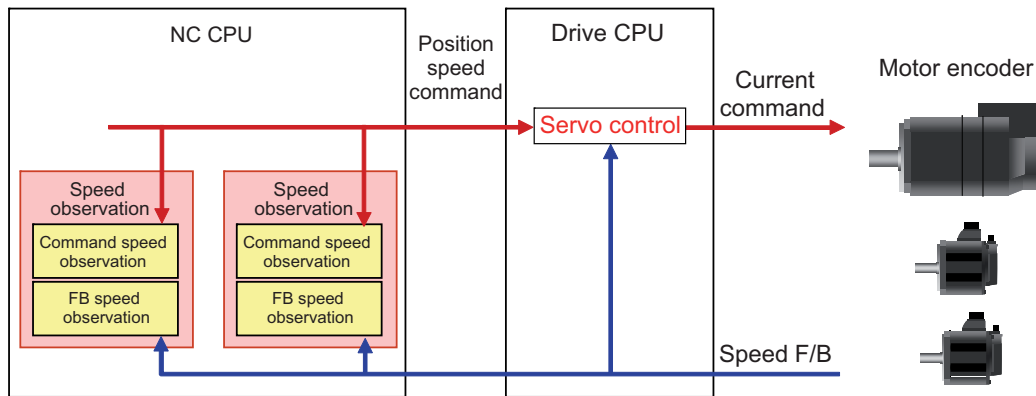 NC CPU
Position
speed
command
Drive CPU
Current
command
Motor encoder
Servo control
Speed
observation
Command speed
observation
FB speed
observation
Speed
observation
Command speed
observation
FB speed
observation
Speed F/B